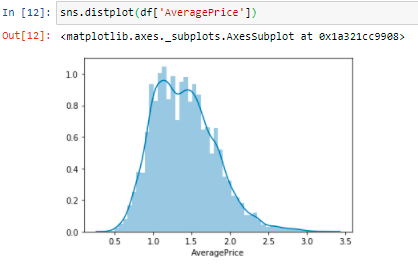 In [12]: sns.distplot(df['AveragePrice'])
Out[12]: <matplotlib.axes._subplots.AxesSubplot at 0x1a321cc9908>
1.0
0.8
0.6
0.4
0.2
0.0
0.5 1.0 1.5 2.0 2.5 3.0 3.5
AveragePrice